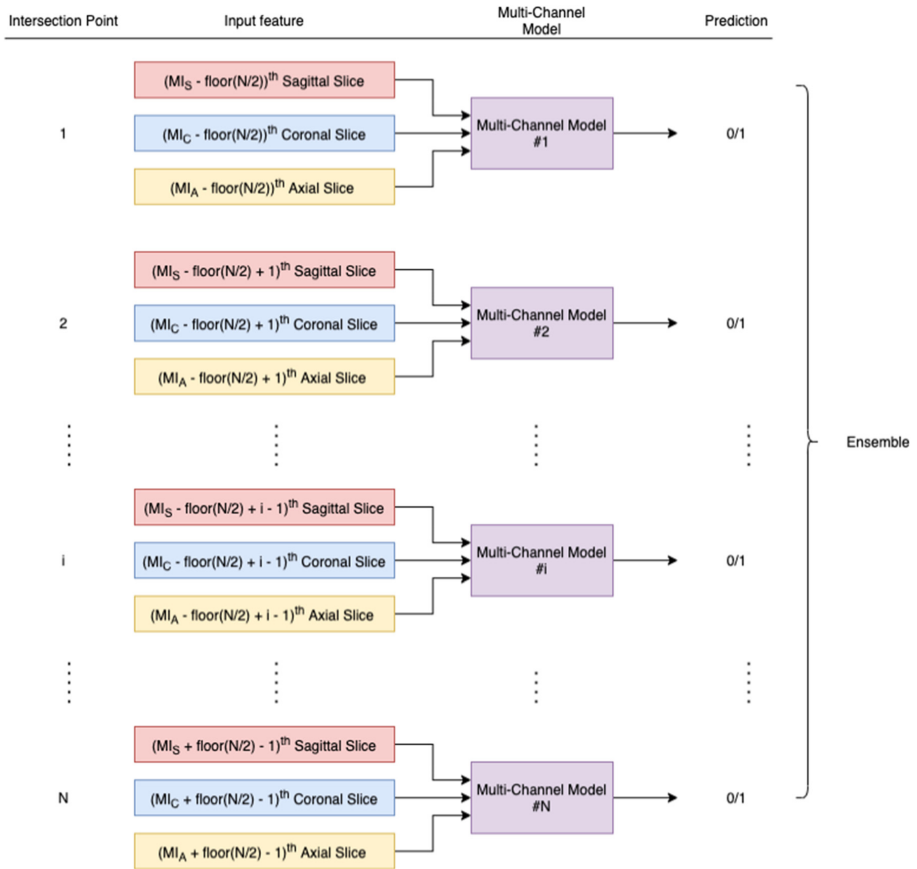 Intersection Point
Input feature
Multi-Channel
Model
Prediction
1
(MI_S - floor(N/2))^th Sagittal Slice
(MI_C - floor(N/2))^th Coronal Slice
(MI_A - floor(N/2))^th Axial Slice
Multi-Channel Model
#1
0/1
2
(MI_S - floor(N/2) + 1)^th Sagittal Slice
(MI_C - floor(N/2) + 1)^th Coronal Slice
(MI_A - floor(N/2) + 1)^th Axial Slice
Multi-Channel Model
#2
0/1
Ensemble
i
(MI_S - floor(N/2) + i - 1)^th Sagittal Slice
(MI_C - floor(N/2) + i - 1)^th Coronal Slice
(MI_A - floor(N/2) + i - 1)^th Axial Slice
Multi-Channel Model
#i
0/1
N
(MI_S + floor(N/2) - 1)^th Sagittal Slice
(MI_C + floor(N/2) - 1)^th Coronal Slice
(MI_A + floor(N/2) - 1)^th Axial Slice
Multi-Channel Model
#N
0/1